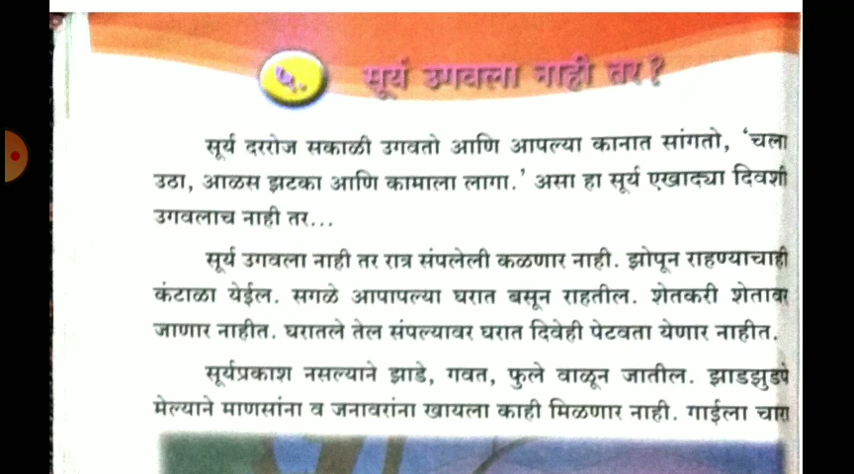 ५. सूर्य उगवला नाही तर?
सूर्य दररोज सकाळी उगवतो आणि आपल्या कानात सांगतो, ‘चला
उठा, आळस झटका आणि कामाला लागा.’ असा हा सूर्य एखाद्या दिवशी
उगवलाच नाही तर...
सूर्य उगवला नाही तर रात्र संपलेली कळणार नाही. झोपून राहण्याचाही
कंटाळा येईल. सगळे आपापल्या घरात बसून राहतील. शेतकरी शेतावर
जाणार नाहीत. घरातले तेल संपल्यावर घरात दिवेही पेटवता येणार नाहीत.
सूर्यप्रकाश नसल्याने झाडे, गवत, फुले वाळून जातील. झाडझुडपे
मेल्याने माणसांना व जनावरांना खायला काही मिळणार नाही. गाईला चारा